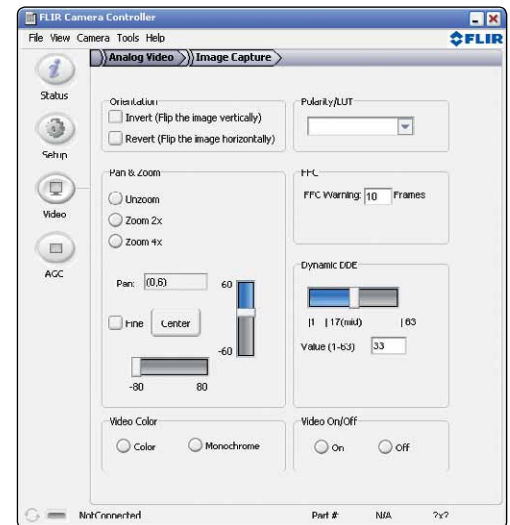 FLIR Camera Controller
File View Camera Tools Help
FLIR
Analog Video Image Capture
Status
Setup
Video
AGC
Orientation
Invert (Flip the image vertically)
Revert (Flip the image horizontally)
Polarity/LUT
Pan & Zoom
Unzoom
Zoom 2x
Zoom 4x
Pan: (0,6)
60
Fine
Center
-60
-80 80
FFC
FFC Warning: 10 Frames
Dynamic DDE
|1 |17(mid) |63
Value (1-63) 33
Video Color
Color
Monochrome
Video On/Off
On
Off
NotConnected
Part #: N/A ?x?